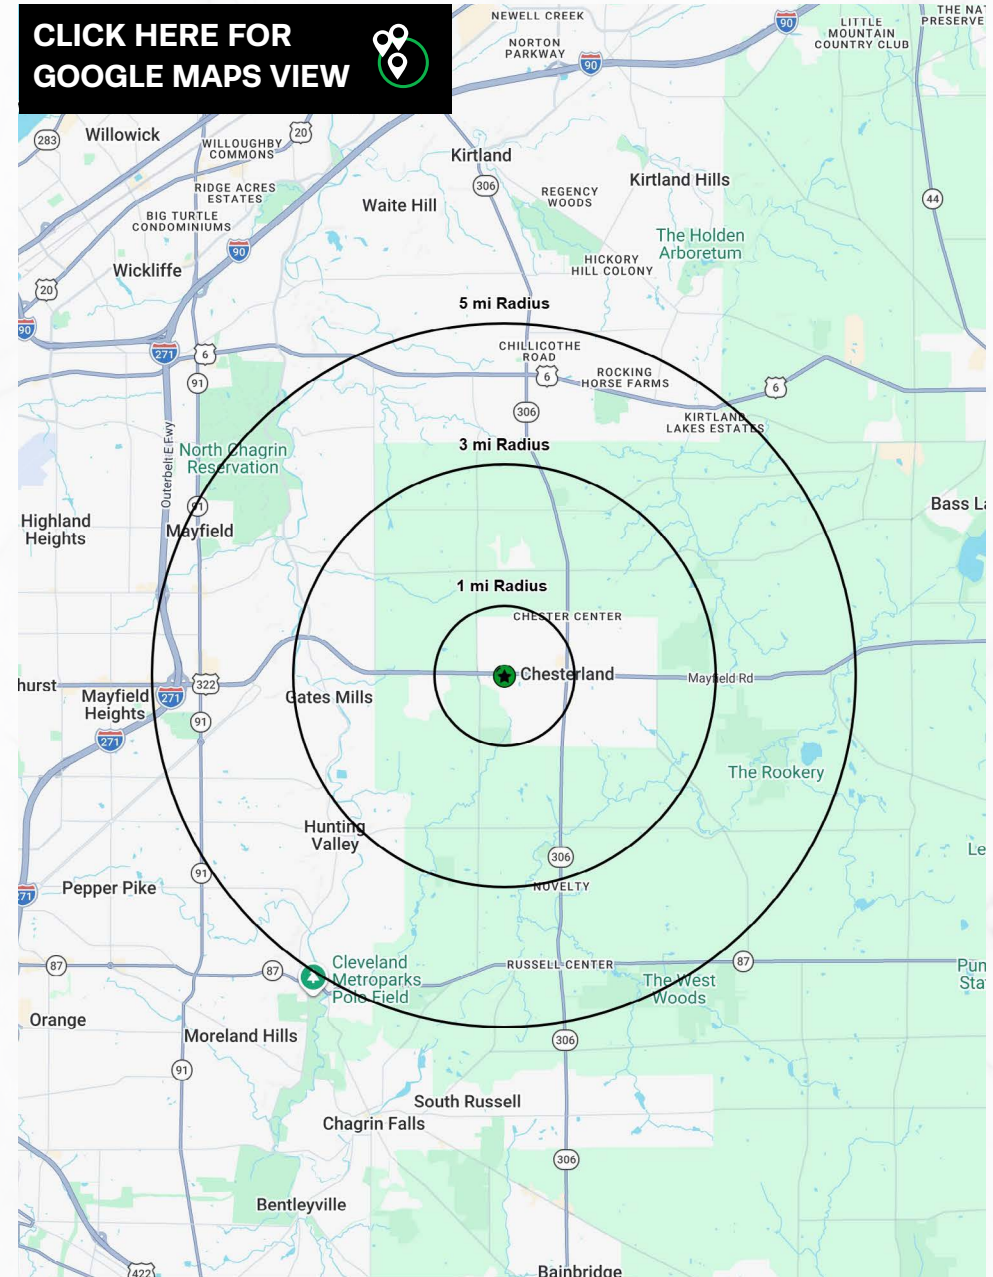 CLICK HERE FOR
GOOGLE MAPS VIEW
NEWELL CREEK
NORTON
PARKWAY
90
90
LITTLE
MOUNTAIN
COUNTRY CLUB
THE NAT
PRESERVE
283
Willowick
WILLOUGHBY
COMMONS
20
Kirtland
306
Kirtland Hills
RIDGE ACRES
ESTATES
Waite Hill
REGENCY
WOODS
44
BIG TURTLE
CONDOMINIUMS
90
The Holden
Arboretum
Wickliffe
HICKORY
HILL COLONY
20
5 mi Radius
90
271
6
CHILLICOTHE
ROAD
6
ROCKING
HORSE FARMS
6
91
306
KIRTLAND
LAKES ESTATES
Outerbelt E Fwy
North Chagrin
Reservation
3 mi Radius
91
Bass La
Highland
Heights
Mayfield
1 mi Radius
CHESTER CENTER
Chesterland
Mayfield Rd
hurst
322
Mayfield
Heights
271
Gates Mills
91
271
The Rookery
Hunting
Valley
306
Le
91
NOVELTY
Pepper Pike
271
87
87
Cleveland
Metroparks
Polo Field
RUSSELL CENTER
87
The West
Woods
Pun
Sta
Orange
Moreland Hills
306
91
South Russell
Chagrin Falls
306
Bentleyville
422
Bainbridge